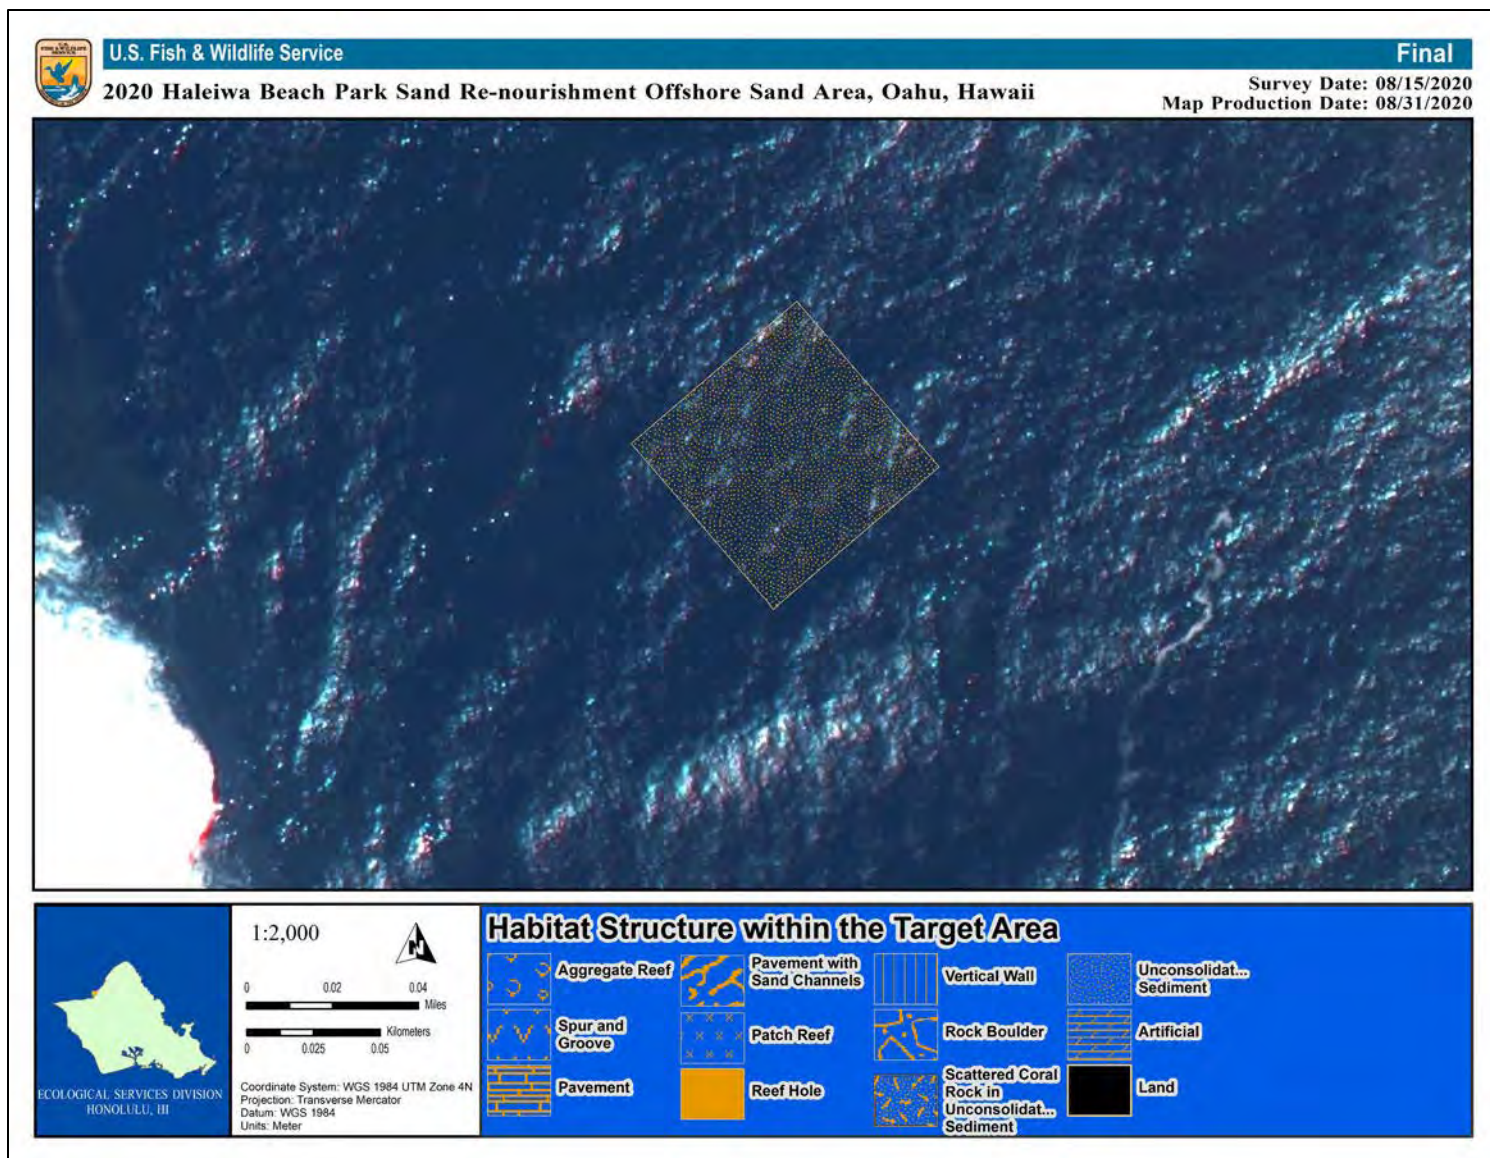 U.S.
FISH & WILDLIFE
SERVICE
U.S. Fish & Wildlife Service
Final
2020 Haleiwa Beach Park Sand Re-nourishment Offshore Sand Area, Oahu, Hawaii
Survey Date: 08/15/2020
Map Production Date: 08/31/2020
ECOLOGICAL SERVICES DIVISION
HONOLULU, HI
1:2,000
N
0 0.02 0.04
Miles
Kilometers
0 0.025 0.05
Coordinate System: WGS 1984 UTM Zone 4N
Projection: Transverse Mercator
Datum: WGS 1984
Units: Meter
Habitat Structure within the Target Area
Aggregate Reef
Spur and
Groove
Pavement
Pavement with
Sand Channels
Patch Reef
Reef Hole
Vertical Wall
Rock Boulder
Scattered Coral
Rock in
Unconsolidat...
Sediment
Unconsolidat...
Sediment
Artificial
Land